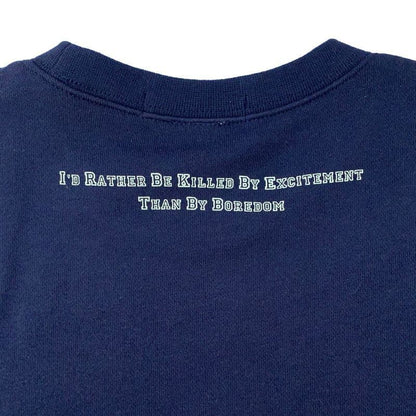 I'd Rather Be Killed By Excitement
Than By Boredom